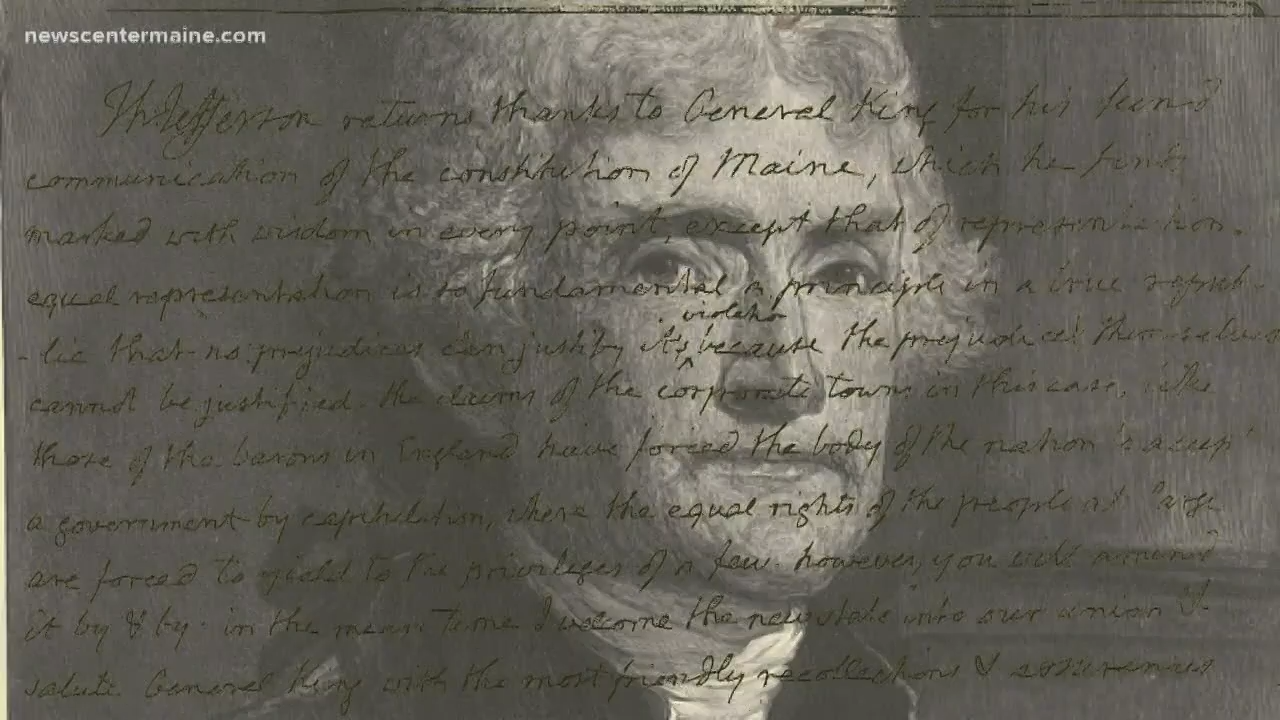 newscentermaine.com
Th Jefferson returns thanks to General King for his friend
communication of the constitution of Maine, which he finds
marked with wisdom in every point, except that of representation.
equal representation is so fundamental a principle in a true repub-
violation
-lic that no prejudices can justify its ^ because the prejudices themselves
cannot be justified. the claims of the corporate towns in this case, like
those of the barons in England have forced the body of the nation to accept
a government by capitulation, where the equal rights of the people at large
are forced to yield to the privileges of a few. however, you will amend
it by & by. in the mean time I welcome the new state into our union &
salute General King with the most friendly recollections & assurances